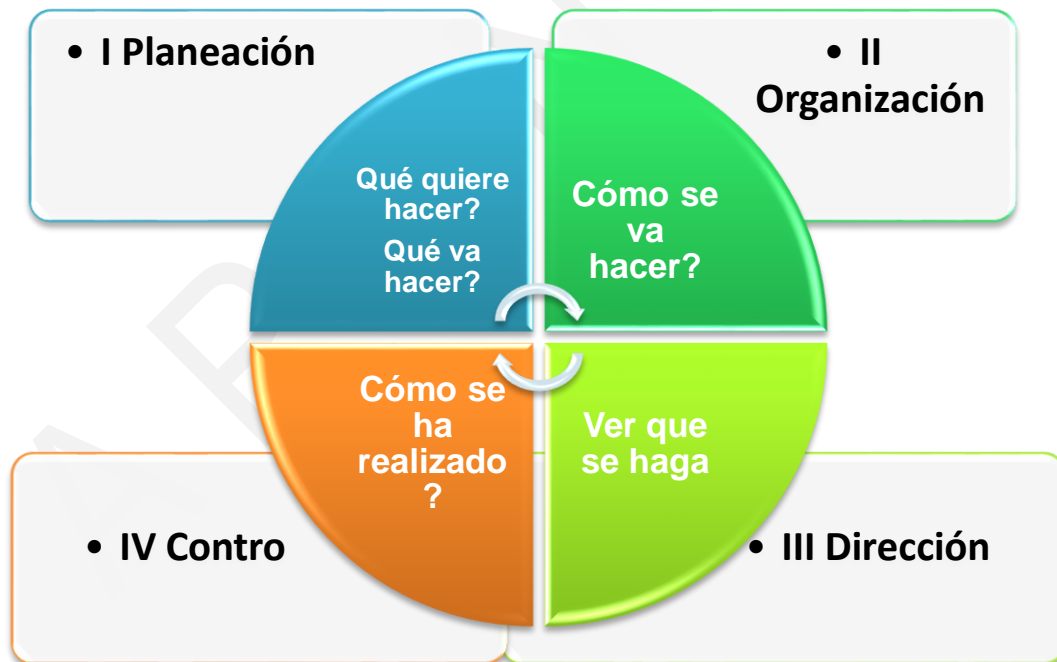 • I Planeación
• II
Organización
Qué quiere
hacer?
Qué va
hacer?
Cómo se
va
hacer?
Cómo se
ha
realizado
?
Ver que
se haga
• IV Contro
• III Dirección